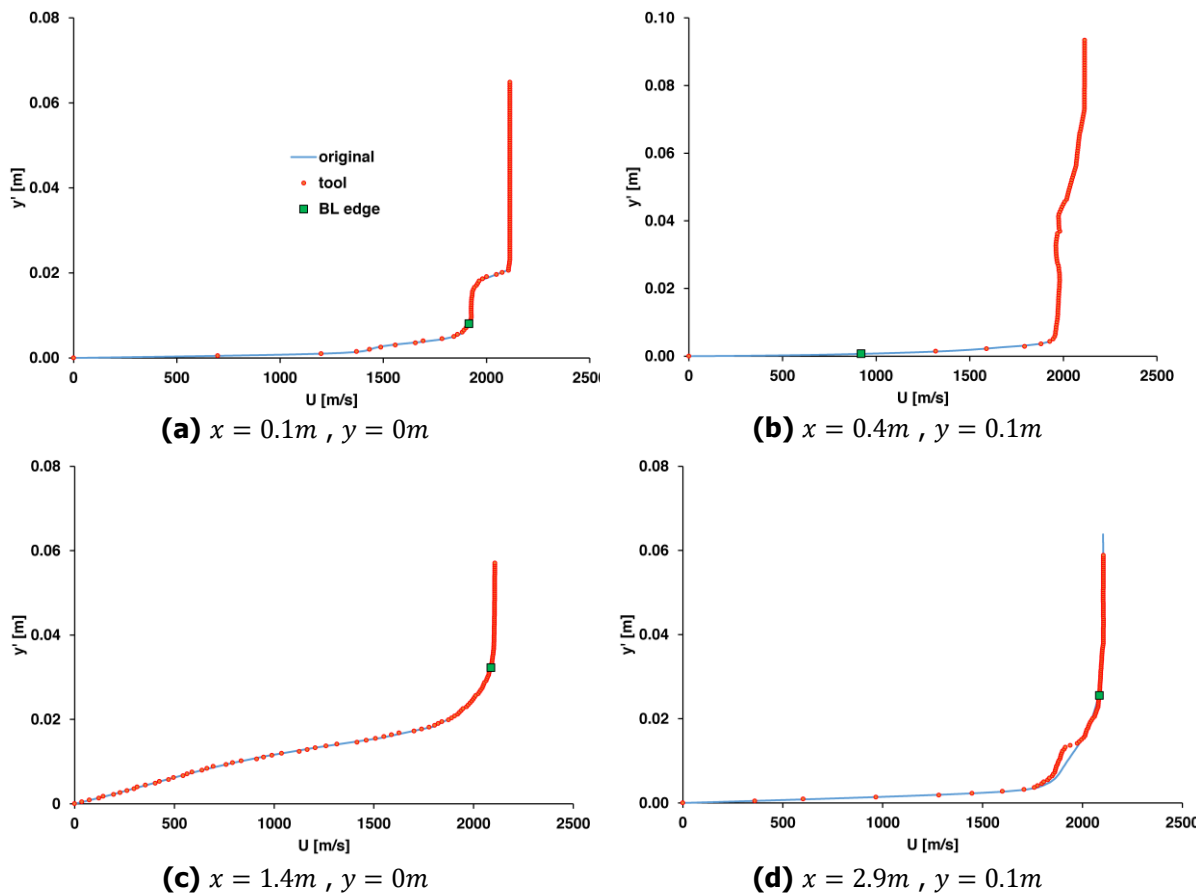 0.08
0.06
0.04
0.02
0.00
y' [m]
original
tool
BL edge
0 500 1000 1500 2000 2500
U [m/s]
(a) x = 0.1m , y = 0m
0.10
0.08
0.06
0.04
0.02
0.00
y' [m]
0 500 1000 1500 2000 2500
U [m/s]
(b) x = 0.4m , y = 0.1m
0.08
0.06
0.04
0.02
0
y' [m]
0 500 1000 1500 2000 2500
U [m/s]
(c) x = 1.4m , y = 0m
0.08
0.06
0.04
0.02
0.00
y' [m]
0 500 1000 1500 2000 2500
U [m/s]
(d) x = 2.9m , y = 0.1m